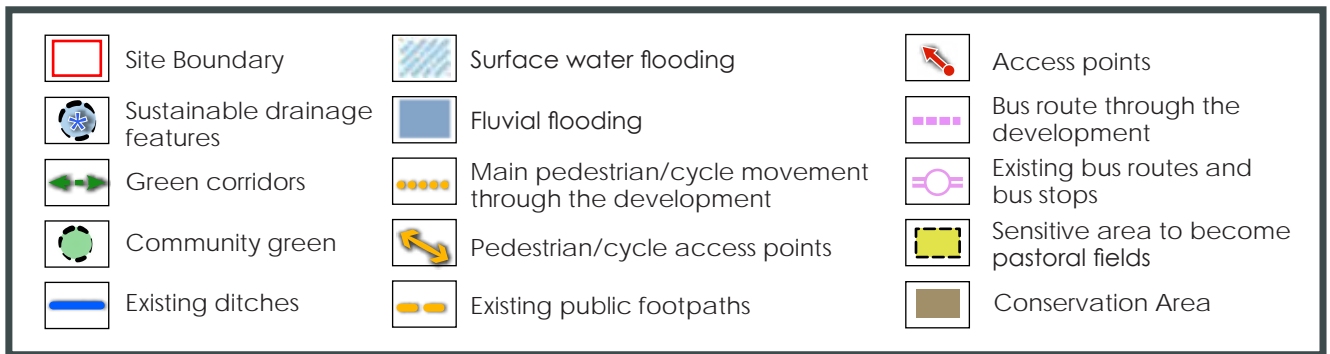 Site Boundary
Sustainable drainage
features
Green corridors
Community green
Existing ditches
Surface water flooding
Fluvial flooding
Main pedestrian/cycle movement
through the development
Pedestrian/cycle access points
Existing public footpaths
Access points
Bus route through the
development
Existing bus routes and
bus stops
Sensitive area to become
pastoral fields
Conservation Area